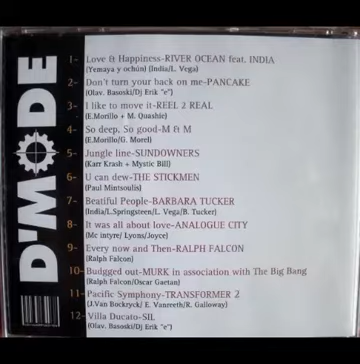 D'MODE
1- Love & Happiness-RIVER OCEAN feat. INDIA
(Yemaya y ochún) (India/L. Vega)
2- Don't turn your back on me-PANCAKE
(Olav. Basoski/Dj Erik "e")
3- I like to move it-REEL 2 REAL
(E.Morillo + M. Quashie)
4- So deep, So good-M & M
(E.Morillo/G. Morel)
5- Jungle line-SUNDOWNERS
(Karr Krash + Mystic Bill)
6- U can dew-THE STICKMEN
(Paul Mintsoulis)
7- Beatiful People-BARBARA TUCKER
(India/L.Springsteen/L. Vega/B. Tucker)
8- It was all about love-ANALOGUE CITY
(Mc intyre/ Lyons/Joyce)
9- Every now and Then-RALPH FALCON
(Ralph Falcon)
10- Budgged out-MURK in association with The Big Bang
(Ralph Falcon/Oscar Gaetan)
11- Pacific Symphony-TRANSFORMER 2
(J.Van Bockryck/ E. Vanreeth/R. Galloway)
12- Villa Ducato-SIL
(Olav. Basoski/Dj Erik "e")